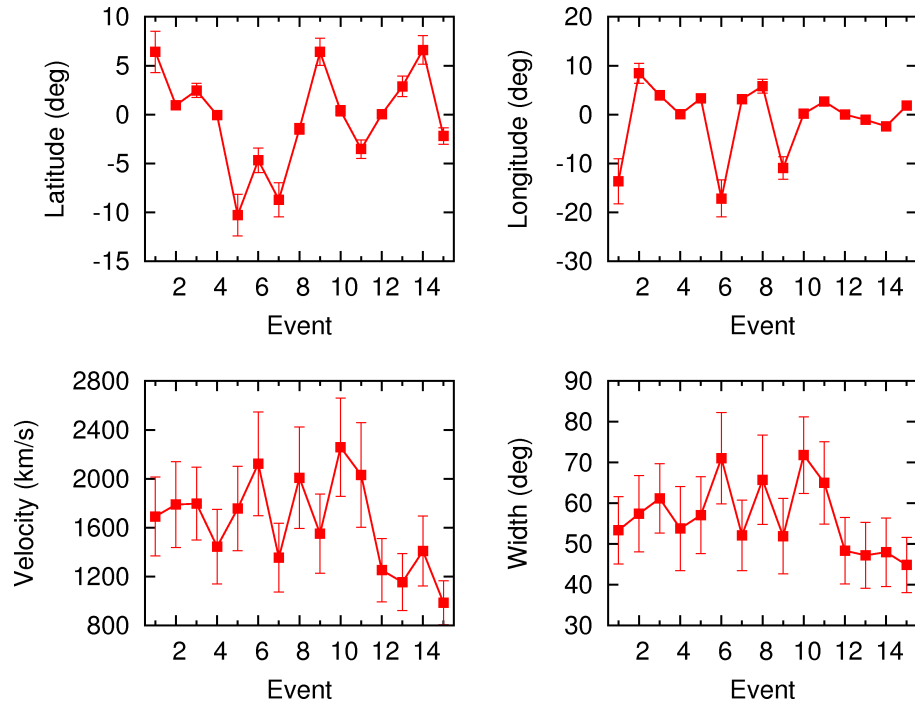 Latitude (deg)
10
5
0
-5
-10
-15
2 4 6 8 10 12 14
Event
Longitude (deg)
20
10
0
-10
-20
-30
2 4 6 8 10 12 14
Event
Velocity (km/s)
2800
2400
2000
1600
1200
800
2 4 6 8 10 12 14
Event
Width (deg)
90
80
70
60
50
40
30
2 4 6 8 10 12 14
Event